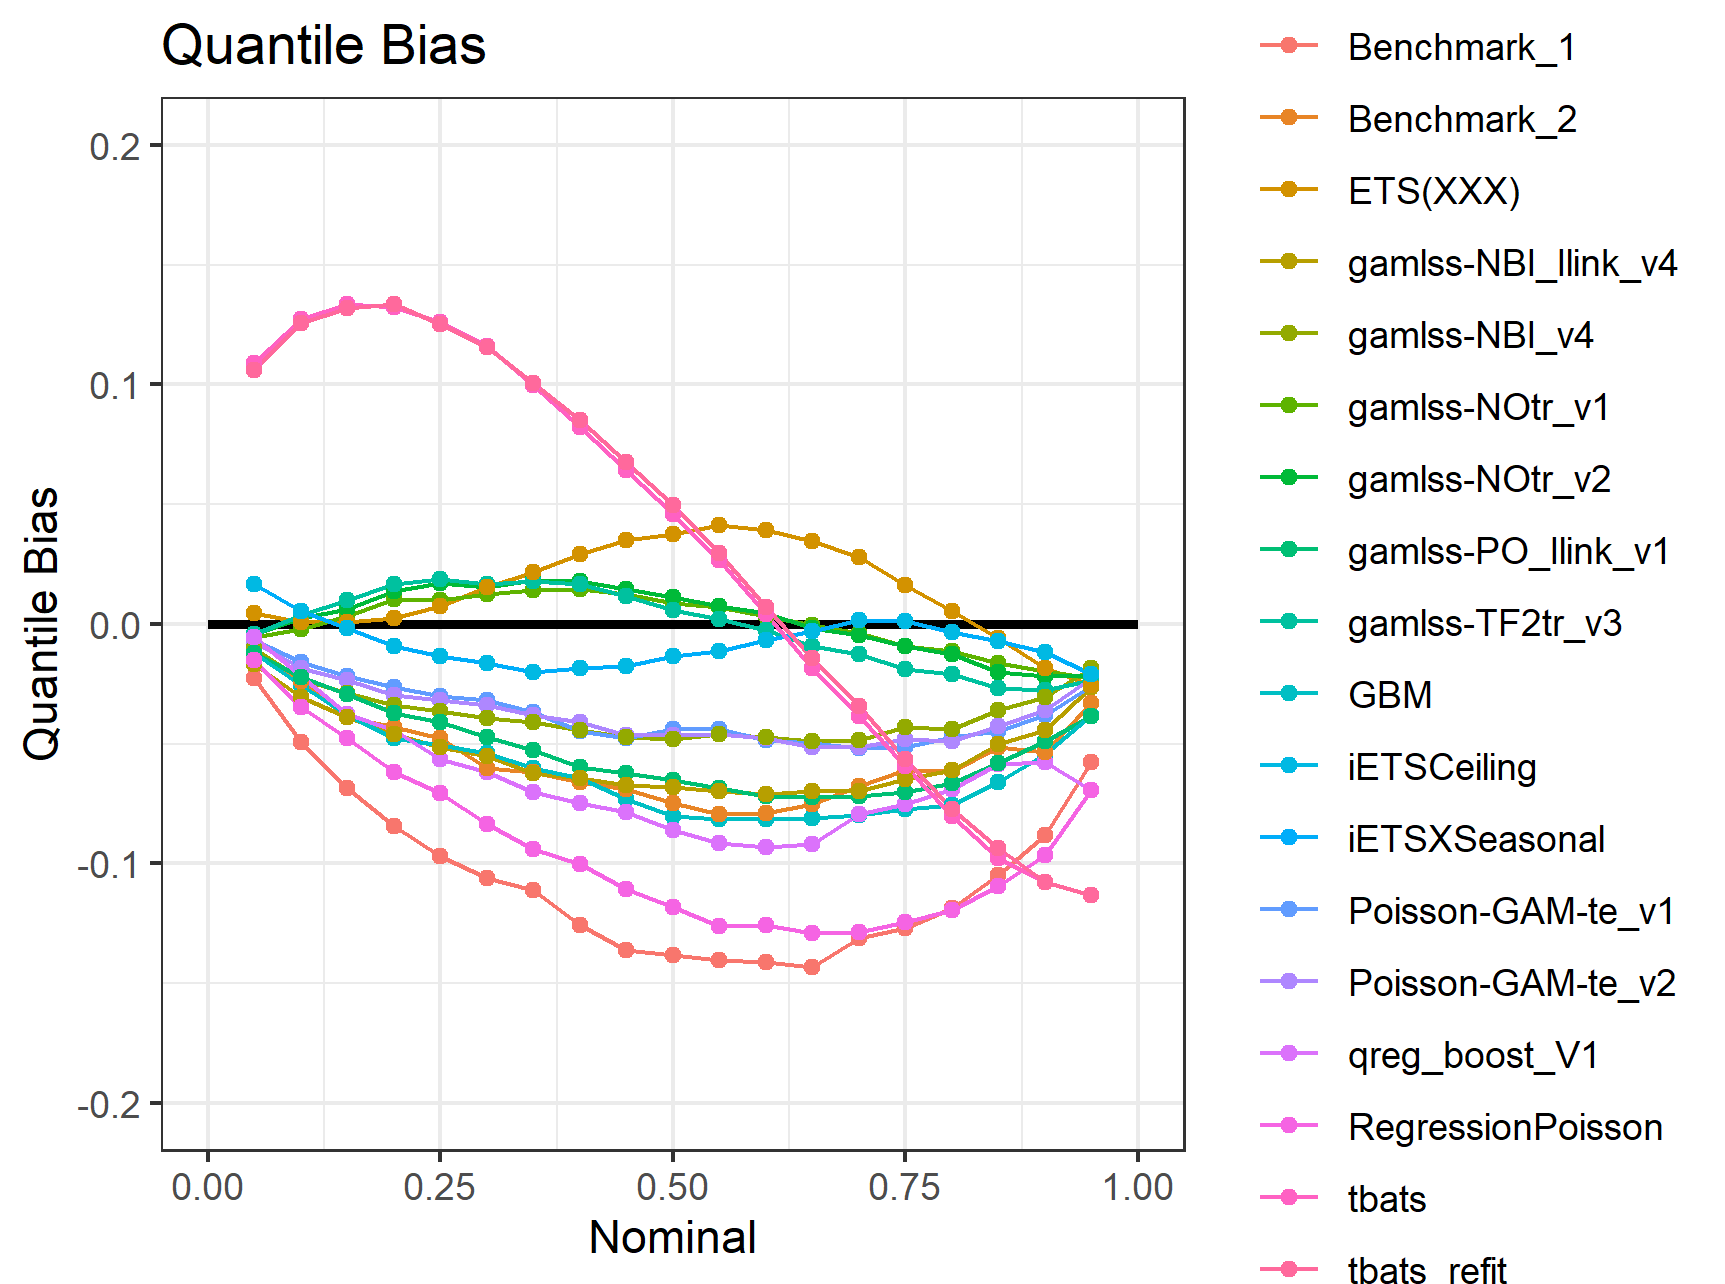 Quantile Bias
Quantile Bias
0.2
0.1
0.0
-0.1
-0.2
0.00
0.25
0.50
0.75
1.00
Nominal
Benchmark_1
Benchmark_2
ETS(XXX)
gamlss-NBI_llink_v4
gamlss-NBI_v4
gamlss-NOtr_v1
gamlss-NOtr_v2
gamlss-PO_llink_v1
gamlss-TF2tr_v3
GBM
iETSCeiling
iETSXSeasonal
Poisson-GAM-te_v1
Poisson-GAM-te_v2
qreg_boost_V1
RegressionPoisson
tbats
tbats_refit